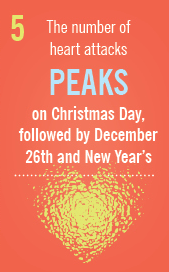 5
The number of
heart attacks
PEAKS
on Christmas Day,
followed by December
26th and New Year's